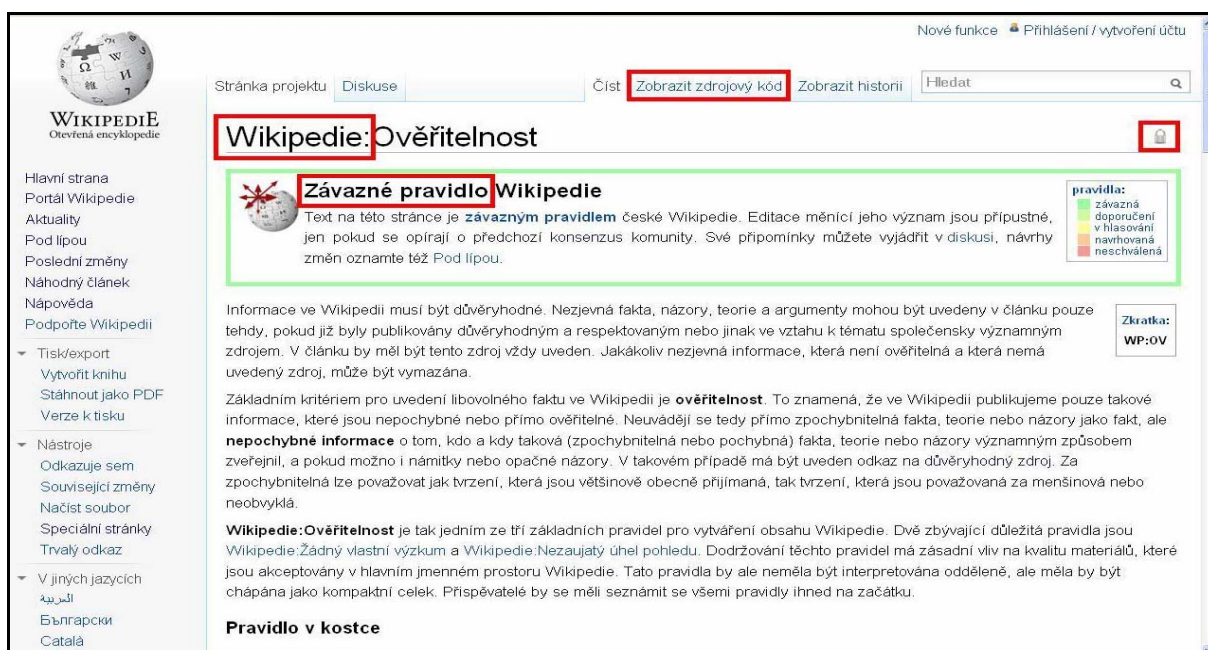 Nové funkce Přihlášení / vytvoření účtu
Stránka projektu Diskuse Číst Zobrazit zdrojový kód Zobrazit historii Hledat
WIKIPEDIE
Otevřená encyklopedie
Hlavní strana
Portál Wikipedie
Aktuality
Pod lípou
Poslední změny
Náhodný článek
Nápověda
Podpořte Wikipedii
Tisk/export
Vytvořit knihu
Stáhnout jako PDF
Verze k tisku
Nástroje
Odkazuje sem
Související změny
Načíst soubor
Speciální stránky
Trvalý odkaz
V jiných jazycích
العربية
Български
Català
Wikipedie:Ověřitelnost
Závazné pravidlo Wikipedie
Text na této stránce je závazným pravidlem české Wikipedie. Editace měnící jeho význam jsou přípustné,
jen pokud se opírají o předchozí konsenzus komunity. Své připomínky můžete vyjádřit v diskusi, návrhy
změn oznamte též Pod lípou.
pravidla:
závazná
doporučení
v hlasování
navrhovaná
neschválená
Informace ve Wikipedii musí být důvěryhodné. Nezjevná fakta, názory, teorie a argumenty mohou být uvedeny v článku pouze
tehdy, pokud již byly publikovány důvěryhodným a respektovaným nebo jinak ve vztahu k tématu společensky významným
zdrojem. V článku by měl být tento zdroj vždy uveden. Jakákoliv nezjevná informace, která není ověřitelná a která nemá
uvedený zdroj, může být vymazána.
Zkratka:
WP:OV
Základním kritériem pro uvedení libovolného faktu ve Wikipedii je ověřitelnost. To znamená, že ve Wikipedii publikujeme pouze takové
informace, které jsou nepochybné nebo přímo ověřitelné. Neuvádějí se tedy přímo zpochybnitelná fakta, teorie nebo názory jako fakt, ale
nepochybné informace o tom, kdo a kdy taková (zpochybnitelná nebo pochybná) fakta, teorie nebo názory významným způsobem
zveřejnil, a pokud možno i námitky nebo opačné názory. V takovém případě má být uveden odkaz na důvěryhodný zdroj. Za
zpochybnitelná lze považovat jak tvrzení, která jsou většinově obecně přijímaná, tak tvrzení, která jsou považovaná za menšinová nebo
neobvyklá.
Wikipedie:Ověřitelnost je tak jedním ze tří základních pravidel pro vytváření obsahu Wikipedie. Dvě zbývající důležitá pravidla jsou
Wikipedie:Žádný vlastní výzkum a Wikipedie:Nezaujatý úhel pohledu. Dodržování těchto pravidel má zásadní vliv na kvalitu materiálů, které
jsou akceptovány v hlavním jmenném prostoru Wikipedie. Tato pravidla by ale neměla být interpretována odděleně, ale měla by být
chápána jako kompaktní celek. Přispěvatelé by se měli seznámit se všemi pravidly ihned na začátku.
Pravidlo v kostce